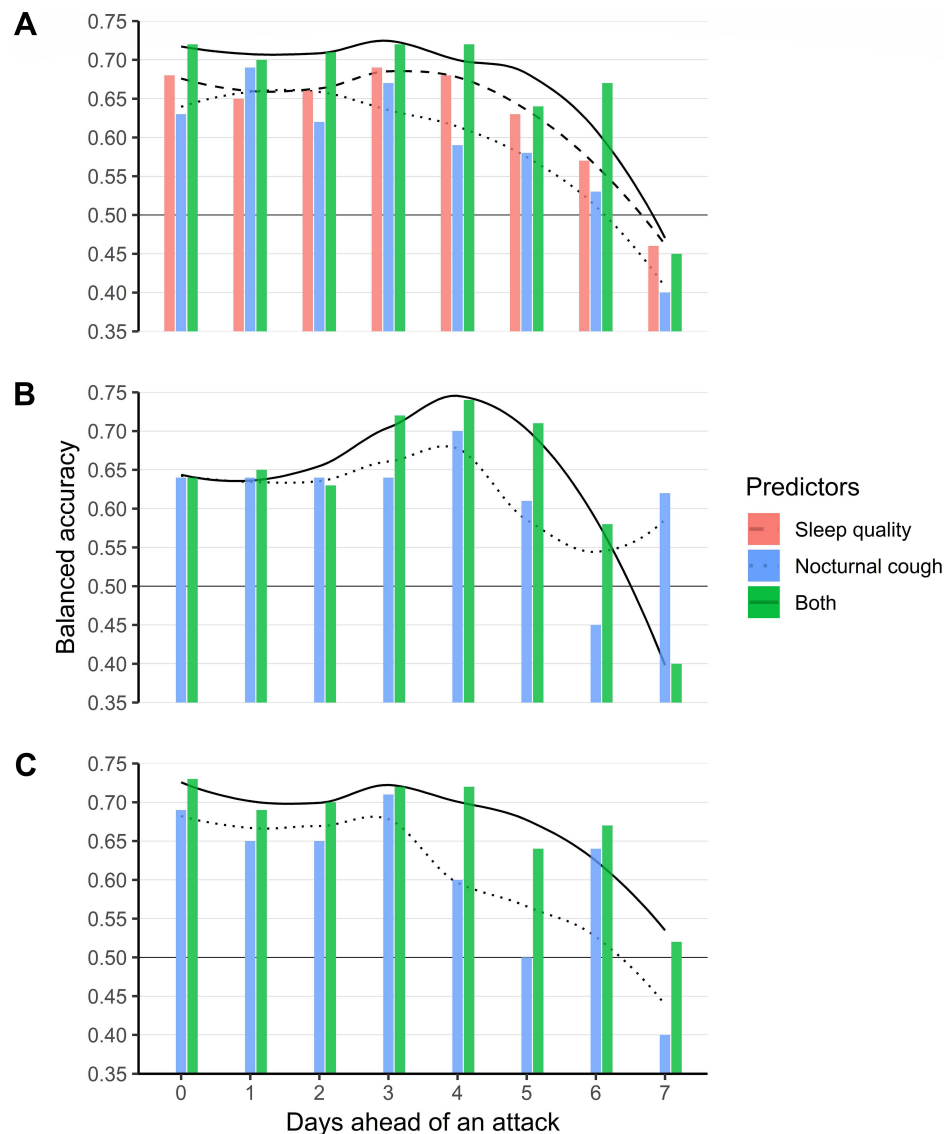 A
0.75
0.70
0.65
0.60
0.55
0.50
0.45
0.40
0.35
B
0.75
0.70
0.65
0.60
0.55
0.50
0.45
0.40
0.35
Balanced accuracy
Predictors
Sleep quality
Nocturnal cough
Both
C
0.75
0.70
0.65
0.60
0.55
0.50
0.45
0.40
0.35
0 1 2 3 4 5 6 7
Days ahead of an attack